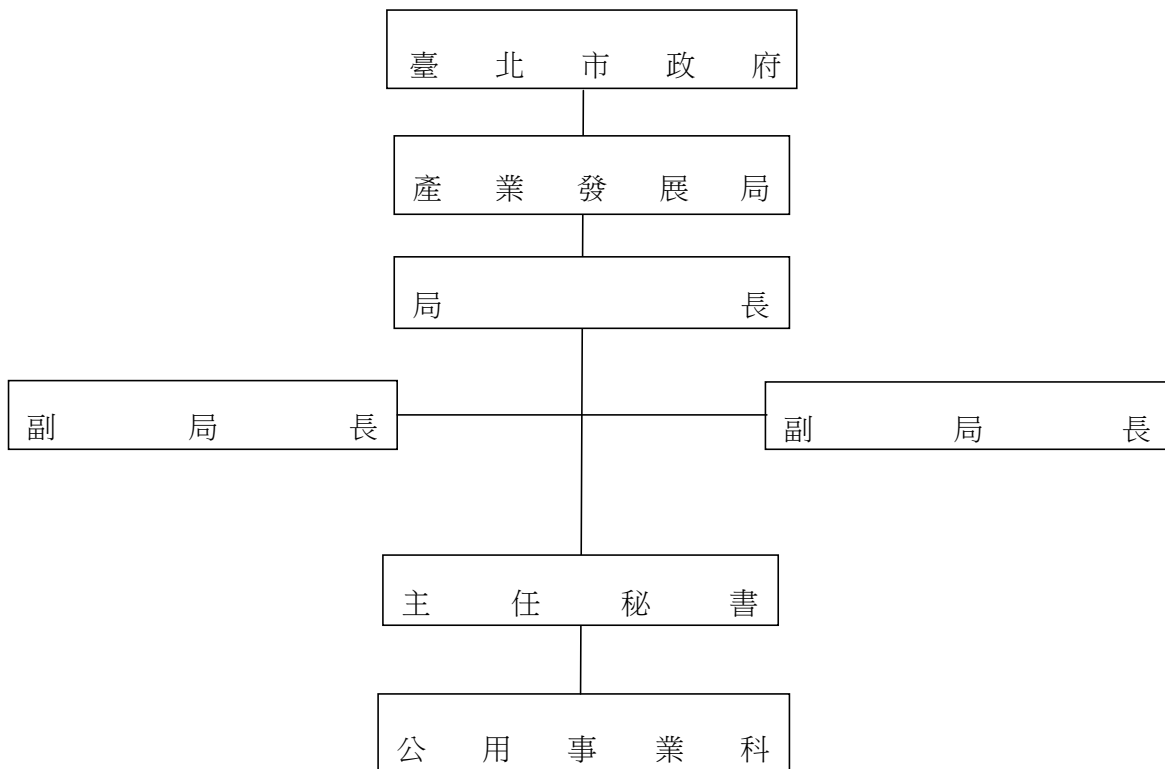 臺北市政府
產業發展局
局長
副局長
副局長
主任秘書
公用事業科